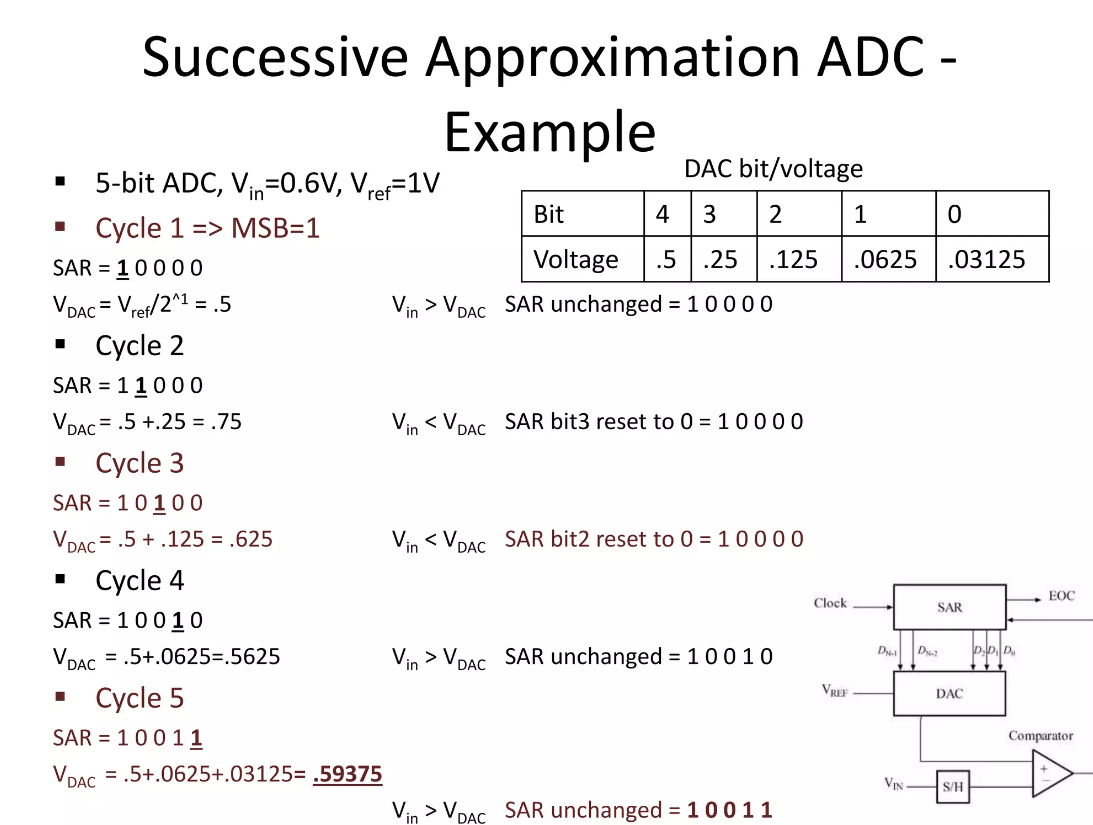 Successive Approximation ADC -
Example
DAC bit/voltage
▪ 5-bit ADC, Vin=0.6V, Vref=1V
Bit 4 3 2 1 0
Voltage .5 .25 .125 .0625 .03125
▪ Cycle 1 => MSB=1
SAR = 1 0 0 0 0
VDAC = Vref/2^1 = .5 Vin > VDAC SAR unchanged = 1 0 0 0 0
▪ Cycle 2
SAR = 1 1 0 0 0
VDAC = .5 +.25 = .75 Vin < VDAC SAR bit3 reset to 0 = 1 0 0 0 0
▪ Cycle 3
SAR = 1 0 1 0 0
VDAC = .5 + .125 = .625 Vin < VDAC SAR bit2 reset to 0 = 1 0 0 0 0
▪ Cycle 4
SAR = 1 0 0 1 0
VDAC = .5+.0625=.5625 Vin > VDAC SAR unchanged = 1 0 0 1 0
▪ Cycle 5
SAR = 1 0 0 1 1
VDAC = .5+.0625+.03125= .59375
Vin > VDAC SAR unchanged = 1 0 0 1 1
Clock SAR EOC
DN-1 DN-2 D2 D1 D0
VREF DAC
Comparator
+
−
VIN S/H